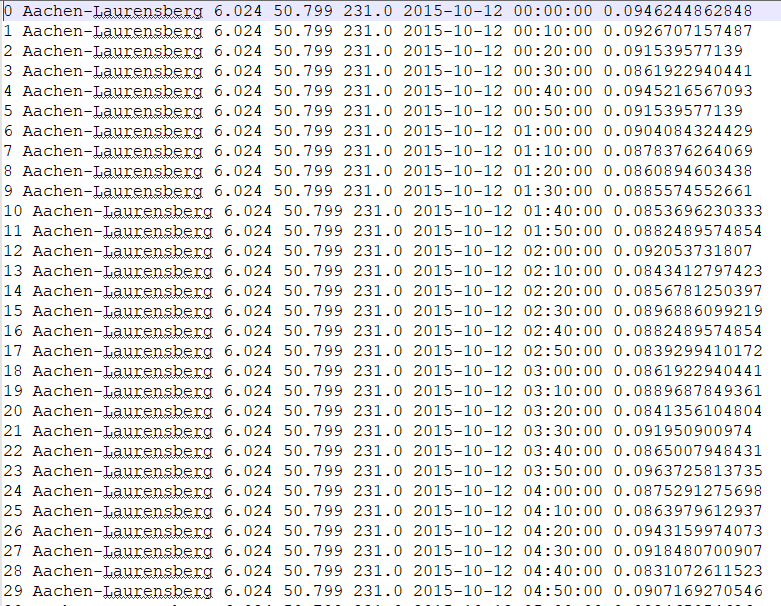 0 Aachen-Laurensberg 6.024 50.799 231.0 2015-10-12 00:00:00 0.0946244862848
1 Aachen-Laurensberg 6.024 50.799 231.0 2015-10-12 00:10:00 0.0926707157487
2 Aachen-Laurensberg 6.024 50.799 231.0 2015-10-12 00:20:00 0.091539577139
3 Aachen-Laurensberg 6.024 50.799 231.0 2015-10-12 00:30:00 0.0861922940441
4 Aachen-Laurensberg 6.024 50.799 231.0 2015-10-12 00:40:00 0.0945216567093
5 Aachen-Laurensberg 6.024 50.799 231.0 2015-10-12 00:50:00 0.091539577139
6 Aachen-Laurensberg 6.024 50.799 231.0 2015-10-12 01:00:00 0.0904084324429
7 Aachen-Laurensberg 6.024 50.799 231.0 2015-10-12 01:10:00 0.0878376264069
8 Aachen-Laurensberg 6.024 50.799 231.0 2015-10-12 01:20:00 0.0860894603438
9 Aachen-Laurensberg 6.024 50.799 231.0 2015-10-12 01:30:00 0.0885574552661
10 Aachen-Laurensberg 6.024 50.799 231.0 2015-10-12 01:40:00 0.0853696230333
11 Aachen-Laurensberg 6.024 50.799 231.0 2015-10-12 01:50:00 0.0882489574854
12 Aachen-Laurensberg 6.024 50.799 231.0 2015-10-12 02:00:00 0.092053731807
13 Aachen-Laurensberg 6.024 50.799 231.0 2015-10-12 02:10:00 0.0843412797423
14 Aachen-Laurensberg 6.024 50.799 231.0 2015-10-12 02:20:00 0.0856781250397
15 Aachen-Laurensberg 6.024 50.799 231.0 2015-10-12 02:30:00 0.0896886099219
16 Aachen-Laurensberg 6.024 50.799 231.0 2015-10-12 02:40:00 0.0882489574854
17 Aachen-Laurensberg 6.024 50.799 231.0 2015-10-12 02:50:00 0.0839299410172
18 Aachen-Laurensberg 6.024 50.799 231.0 2015-10-12 03:00:00 0.0861922940441
19 Aachen-Laurensberg 6.024 50.799 231.0 2015-10-12 03:10:00 0.0889687849361
20 Aachen-Laurensberg 6.024 50.799 231.0 2015-10-12 03:20:00 0.0841356104804
21 Aachen-Laurensberg 6.024 50.799 231.0 2015-10-12 03:30:00 0.091950900974
22 Aachen-Laurensberg 6.024 50.799 231.0 2015-10-12 03:40:00 0.0865007948431
23 Aachen-Laurensberg 6.024 50.799 231.0 2015-10-12 03:50:00 0.0963725813735
24 Aachen-Laurensberg 6.024 50.799 231.0 2015-10-12 04:00:00 0.0875291275698
25 Aachen-Laurensberg 6.024 50.799 231.0 2015-10-12 04:10:00 0.0863979612937
26 Aachen-Laurensberg 6.024 50.799 231.0 2015-10-12 04:20:00 0.0943159974073
27 Aachen-Laurensberg 6.024 50.799 231.0 2015-10-12 04:30:00 0.0918480700907
28 Aachen-Laurensberg 6.024 50.799 231.0 2015-10-12 04:40:00 0.0831072611523
29 Aachen-Laurensberg 6.024 50.799 231.0 2015-10-12 04:50:00 0.0907169270546